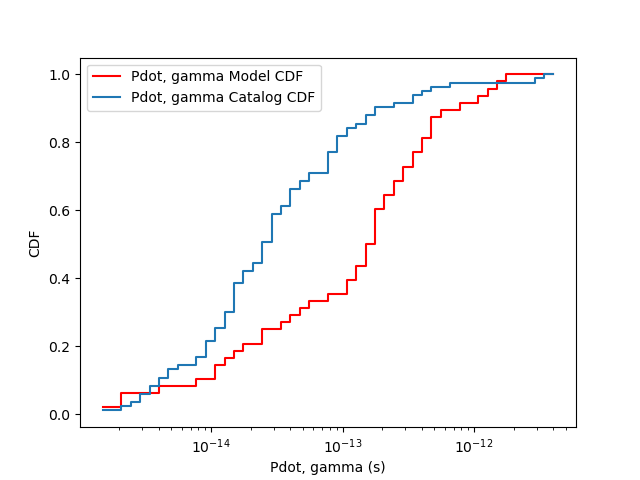 Pdot, gamma Model CDF
Pdot, gamma Catalog CDF
1.0
0.8
0.6
0.4
0.2
0.0
CDF
10⁻¹⁴ 10⁻¹³ 10⁻¹²
Pdot, gamma (s)